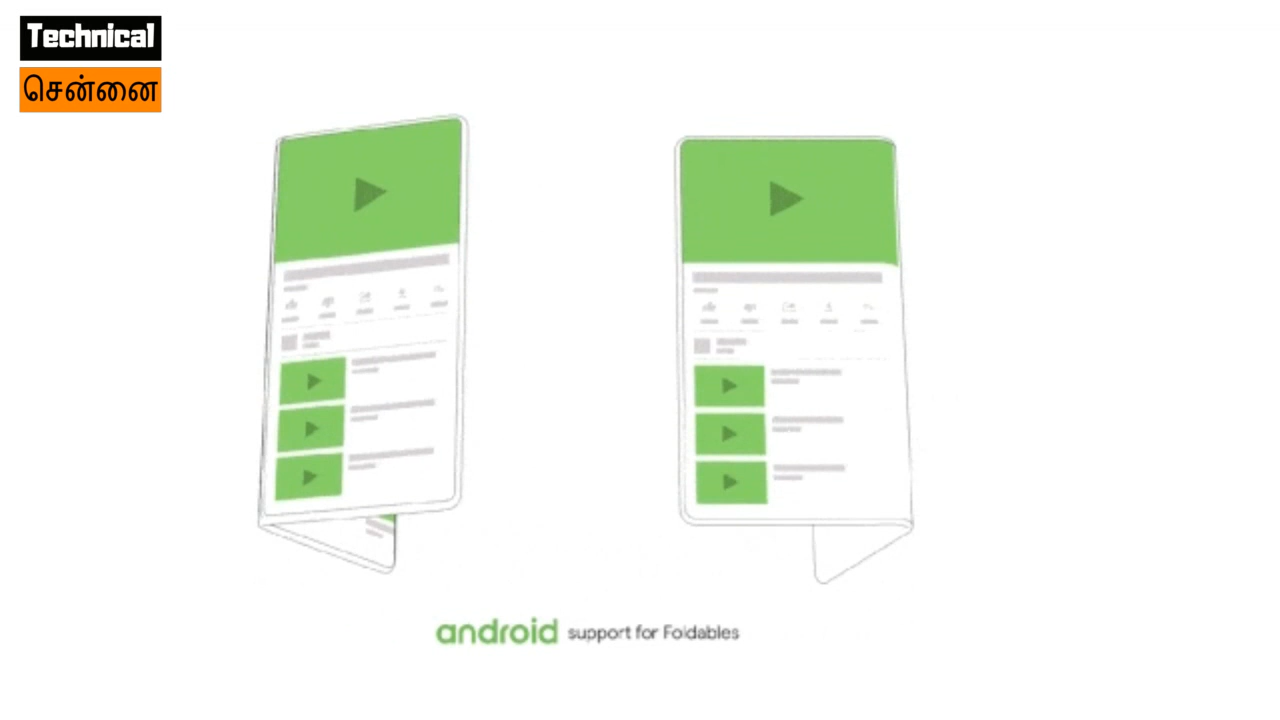 Technical
சென்னை
android support for Foldables